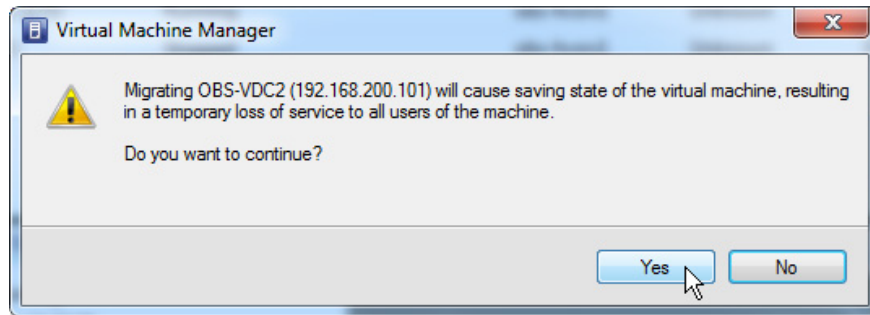 Virtual Machine Manager
Migrating OBS-VDC2 (192.168.200.101) will cause saving state of the virtual machine, resulting
in a temporary loss of service to all users of the machine.
Do you want to continue?
Yes
No